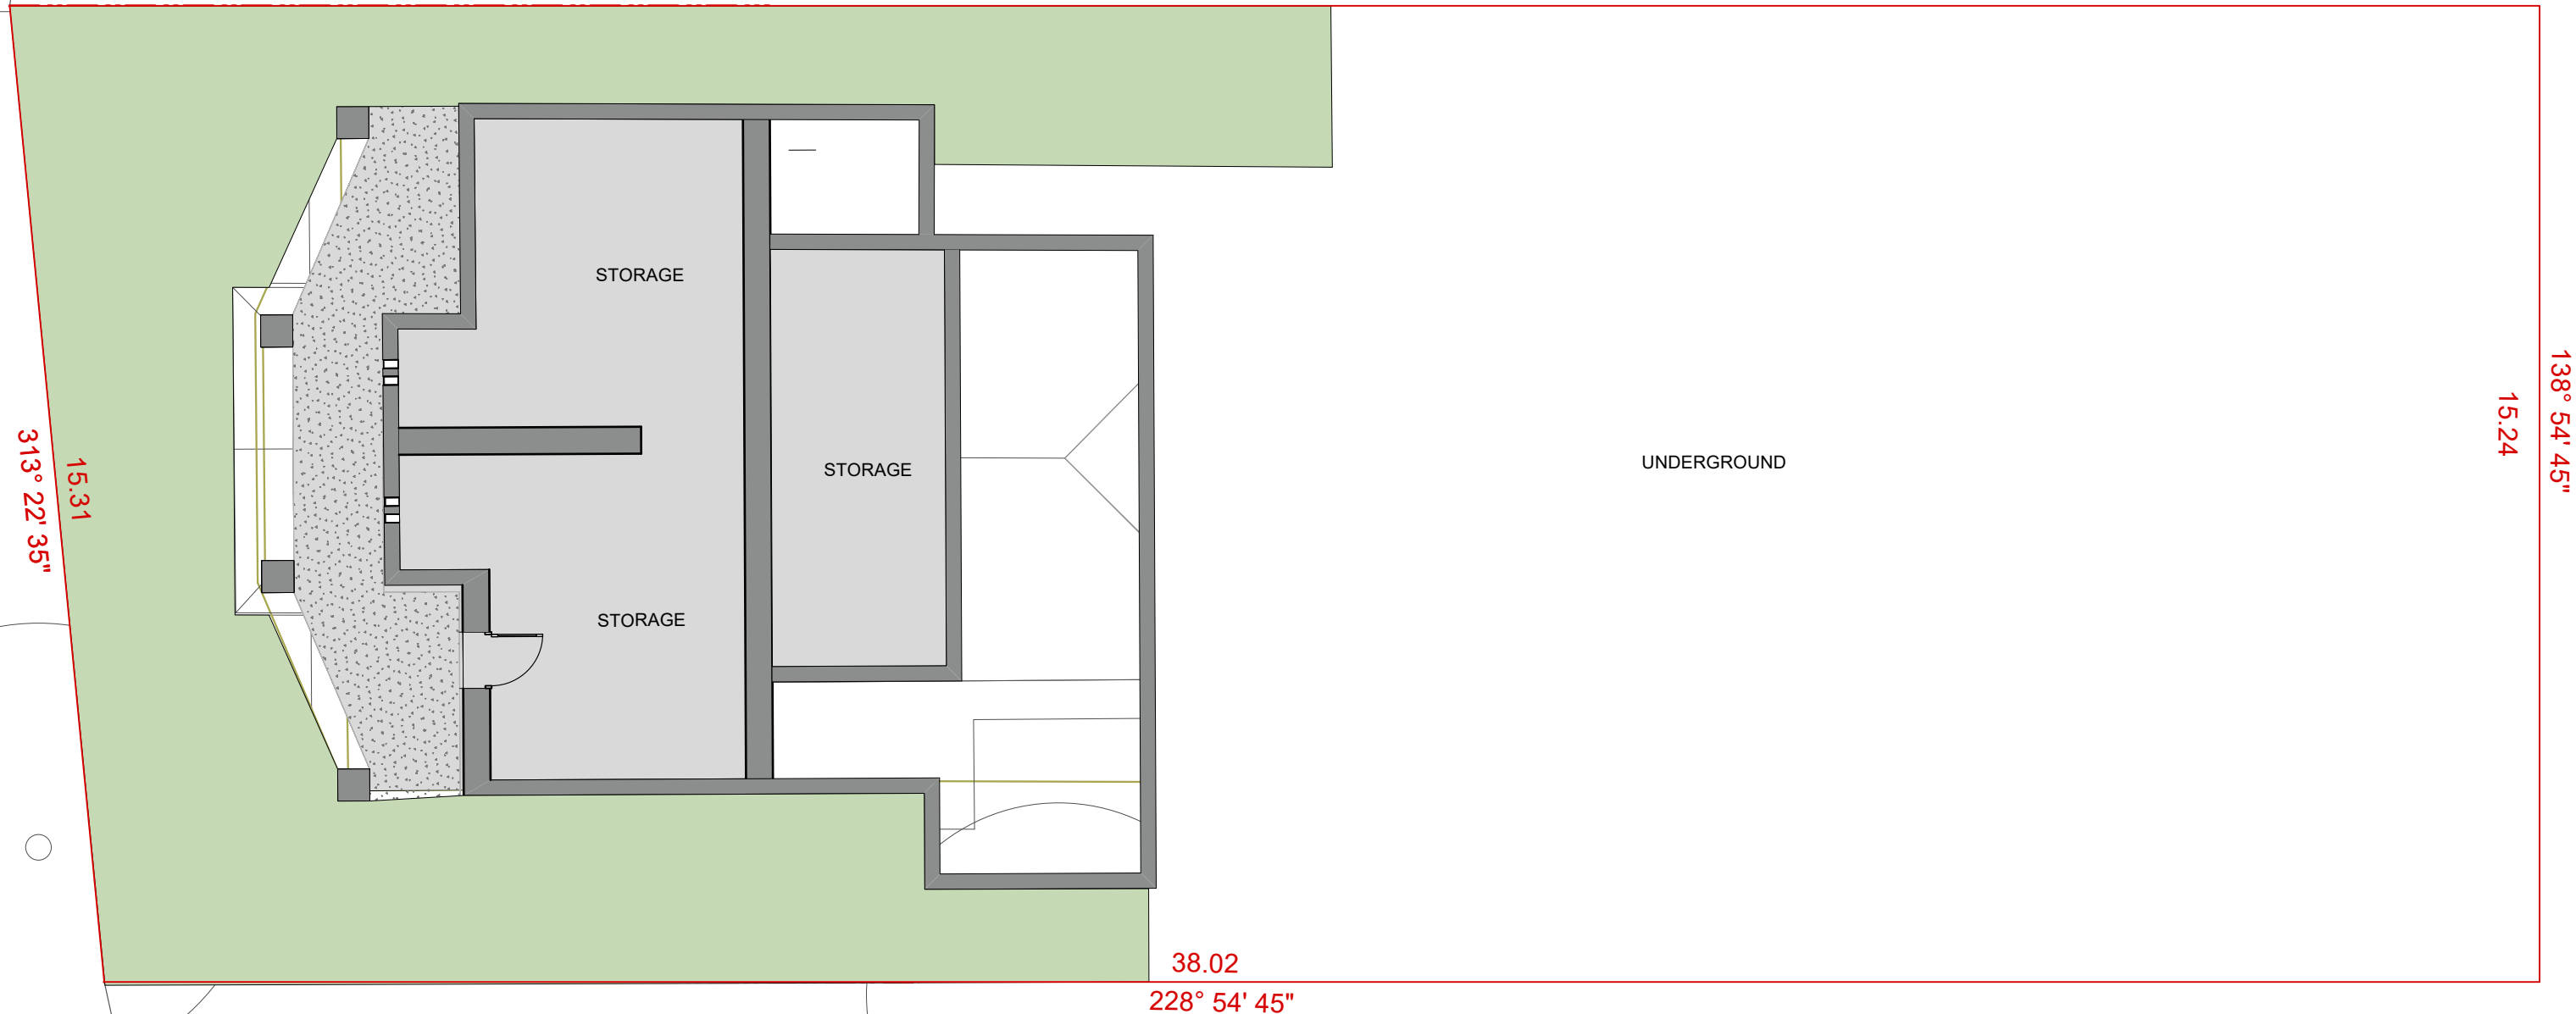 STORAGE
STORAGE
STORAGE
UNDERGROUND
313° 22' 35"
15.31
15.24
138° 54' 45"
38.02
228° 54' 45"